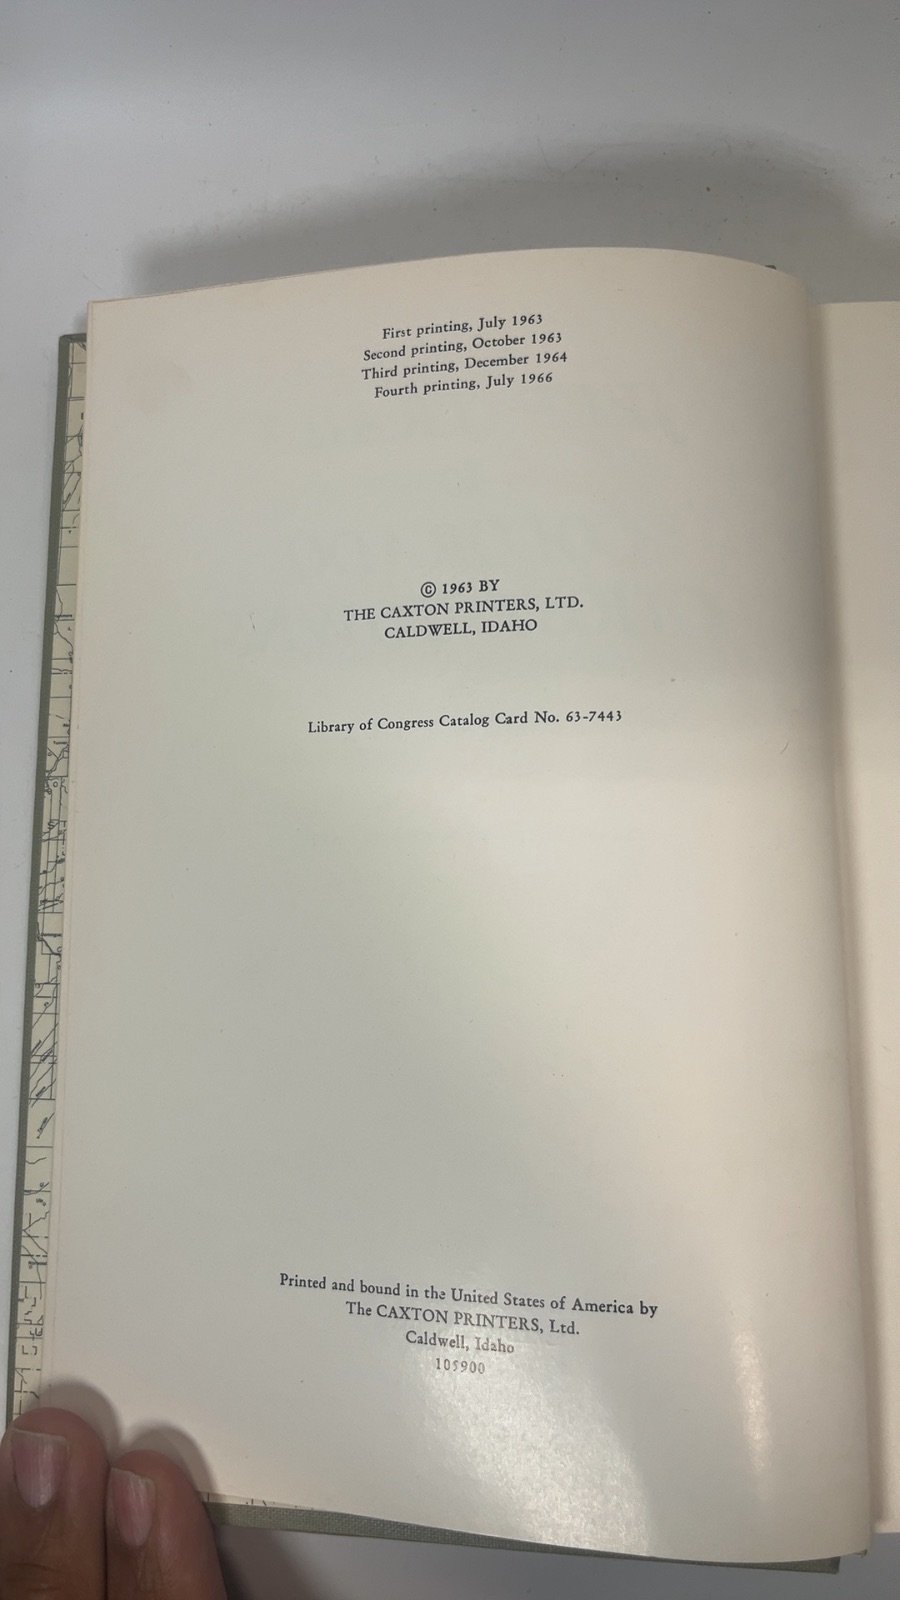 First printing, July 1963
Second printing, October 1963
Third printing, December 1964
Fourth printing, July 1966
© 1963 BY
THE CAXTON PRINTERS, LTD.
CALDWELL, IDAHO
Library of Congress Catalog Card No. 63-7443
Printed and bound in the United States of America by
The CAXTON PRINTERS, Ltd.
Caldwell, Idaho
105900